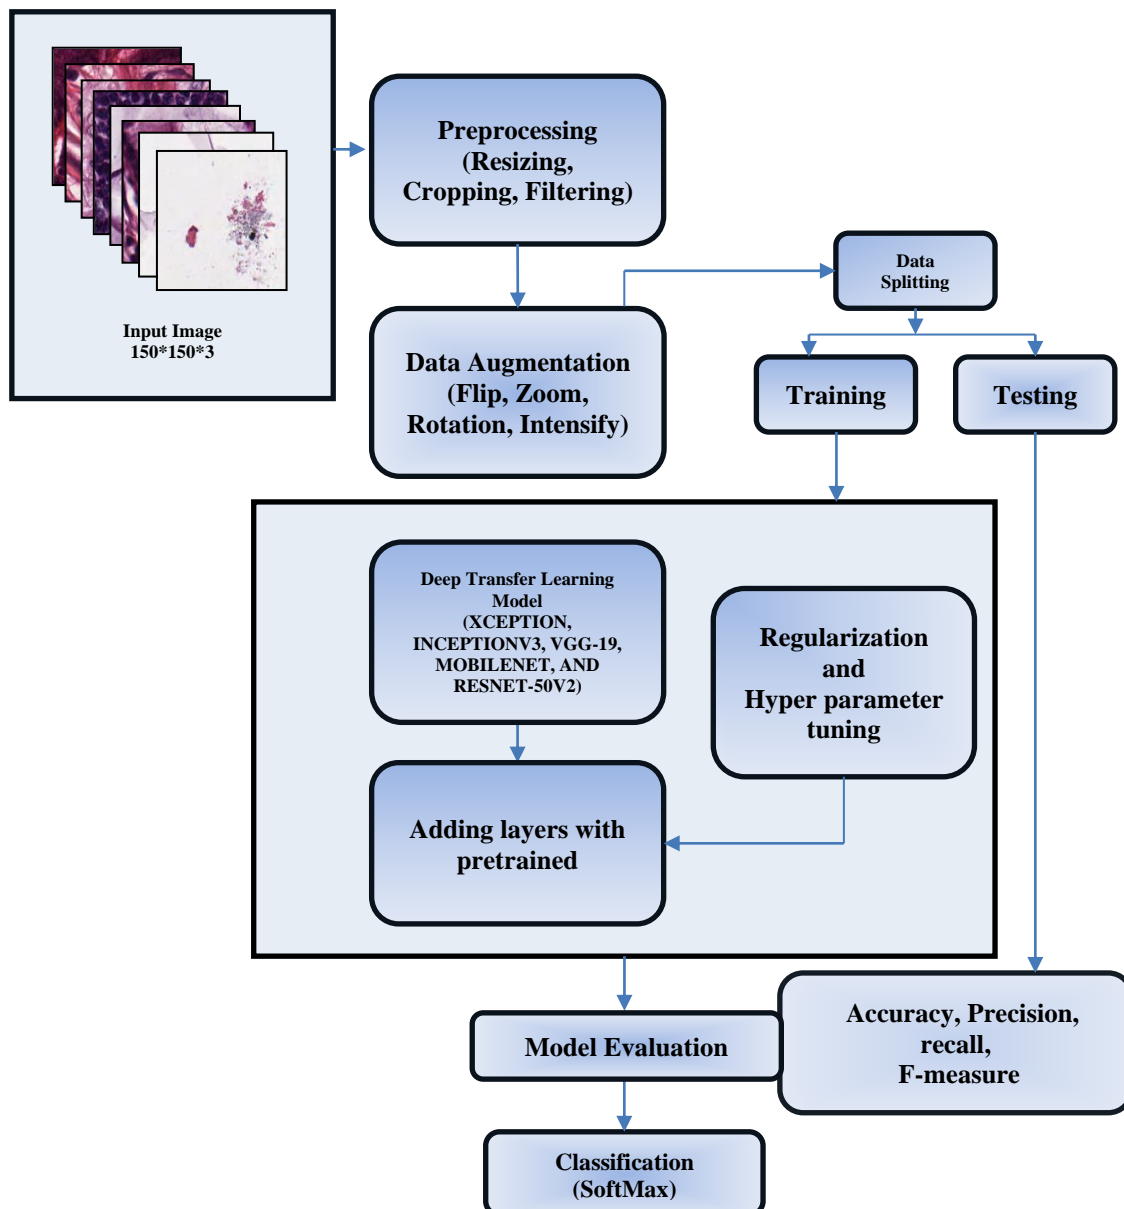 Input Image
150*150*3
Preprocessing
(Resizing,
Cropping, Filtering)
Data Augmentation
(Flip, Zoom,
Rotation, Intensify)
Data
Splitting
Training
Testing
Deep Transfer Learning
Model
(XCEPTION,
INCEPTIONV3, VGG-19,
MOBILENET, AND
RESNET-50V2)
Regularization
and
Hyper parameter
tuning
Adding layers with
pretrained
Model Evaluation
Accuracy, Precision,
recall,
F-measure
Classification
(SoftMax)